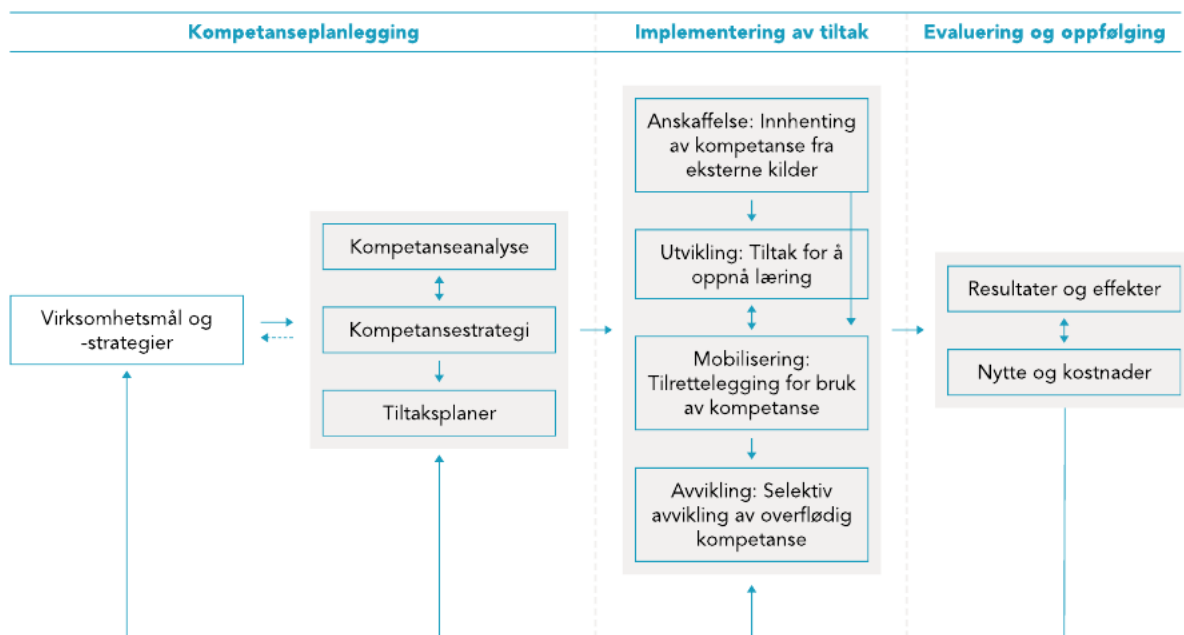 Kompetanseplanlegging
Implementering av tiltak
Evaluering og oppfølging
Virksomhetsmål og
-strategier
Kompetanseanalyse
Kompetansestrategi
Tiltaksplaner
Anskaffelse: Innhenting
av kompetanse fra
eksterne kilder
Utvikling: Tiltak for å
oppnå læring
Mobilisering:
Tilrettelegging for bruk
av kompetanse
Avvikling: Selektiv
avvikling av overflødig
kompetanse
Resultater og effekter
Nytte og kostnader